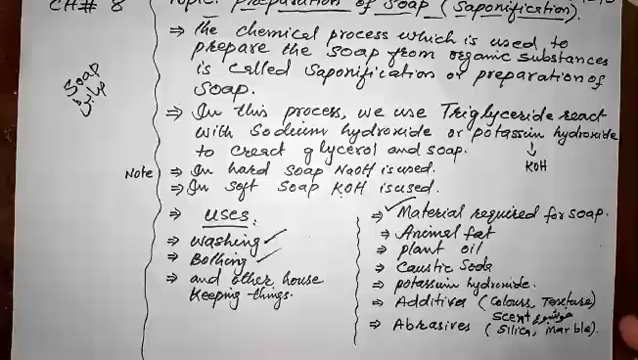 CH# 8
Topic: Preparation of Soap (Saponification).
Soap
صابن
⇒ the chemical process which is used to
prepare the soap from organic substances
is called Saponification or preparation of
Soap.
⇒ In this process, we use Triglyceride react
with Sodium hydroxide or potassium hydroxide
to creact glycerol and soap.
↓
KOH
Note ⇒ In hard soap NaOH is used.
⇒ In soft soap KOH is used.
⇒ uses.
⇒ washing ✓
⇒ Bathing ✓
⇒ and other house
keeping things.
⇒ Material required for soap.
⇒ Animal fat
⇒ plant oil
⇒ Caustic Soda
⇒ potassium hydroxide.
⇒ Additives (Colours, Texture)
Scent خوشبوئی
⇒ Abrasives (Silica, Marble).